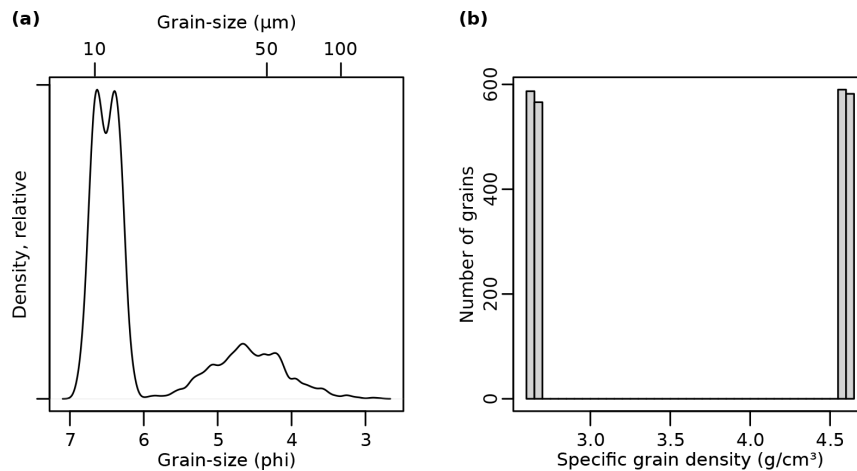 (a)
Grain-size (µm)
10 50 100
Density, relative
7 6 5 4 3
Grain-size (phi)
(b)
600
400
200
0
Number of grains
3.0 3.5 4.0 4.5
Specific grain density (g/cm³)